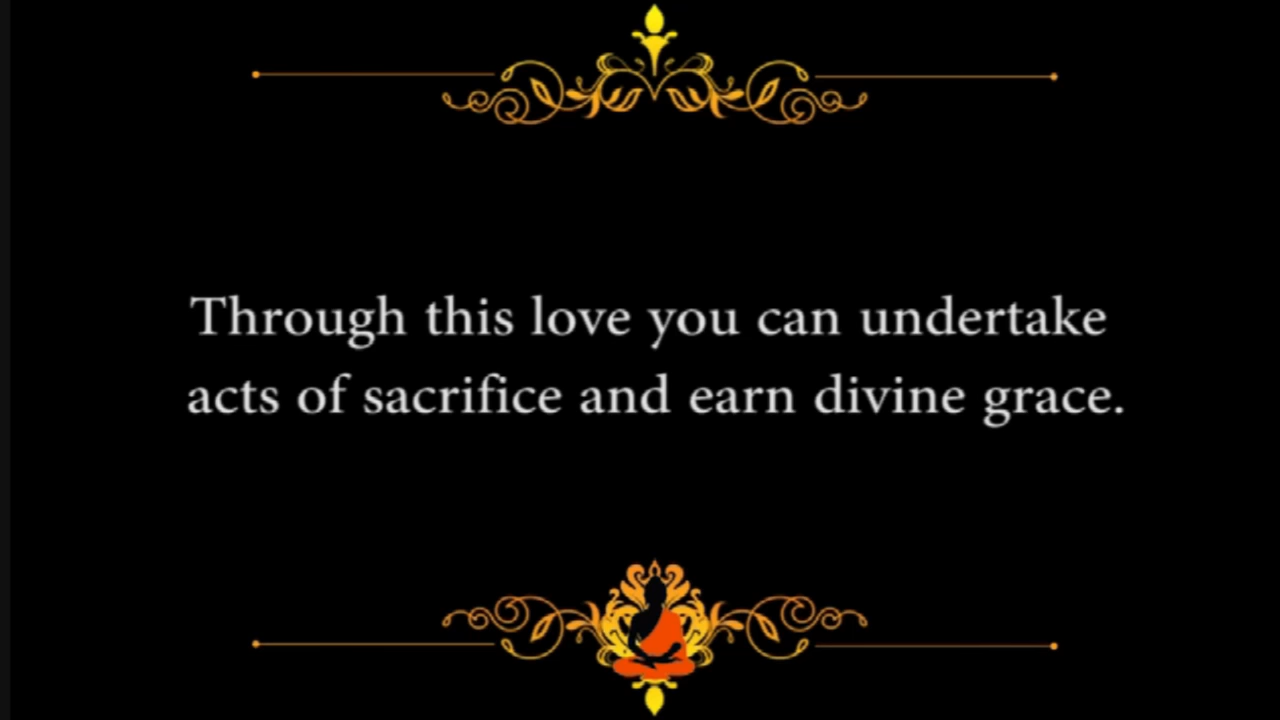 Through this love you can undertake
acts of sacrifice and earn divine grace.